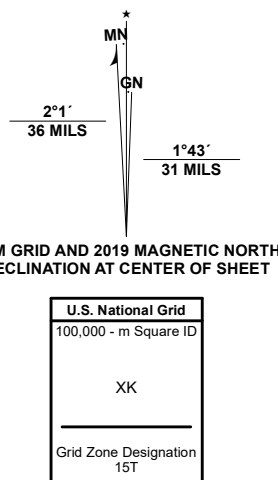 MN
GN
2°1´
36 MILS
1°43´
31 MILS
M GRID AND 2019 MAGNETIC NORTH
ECLINATION AT CENTER OF SHEET
U.S. National Grid
100,000 - m Square ID
XK
Grid Zone Designation
15T